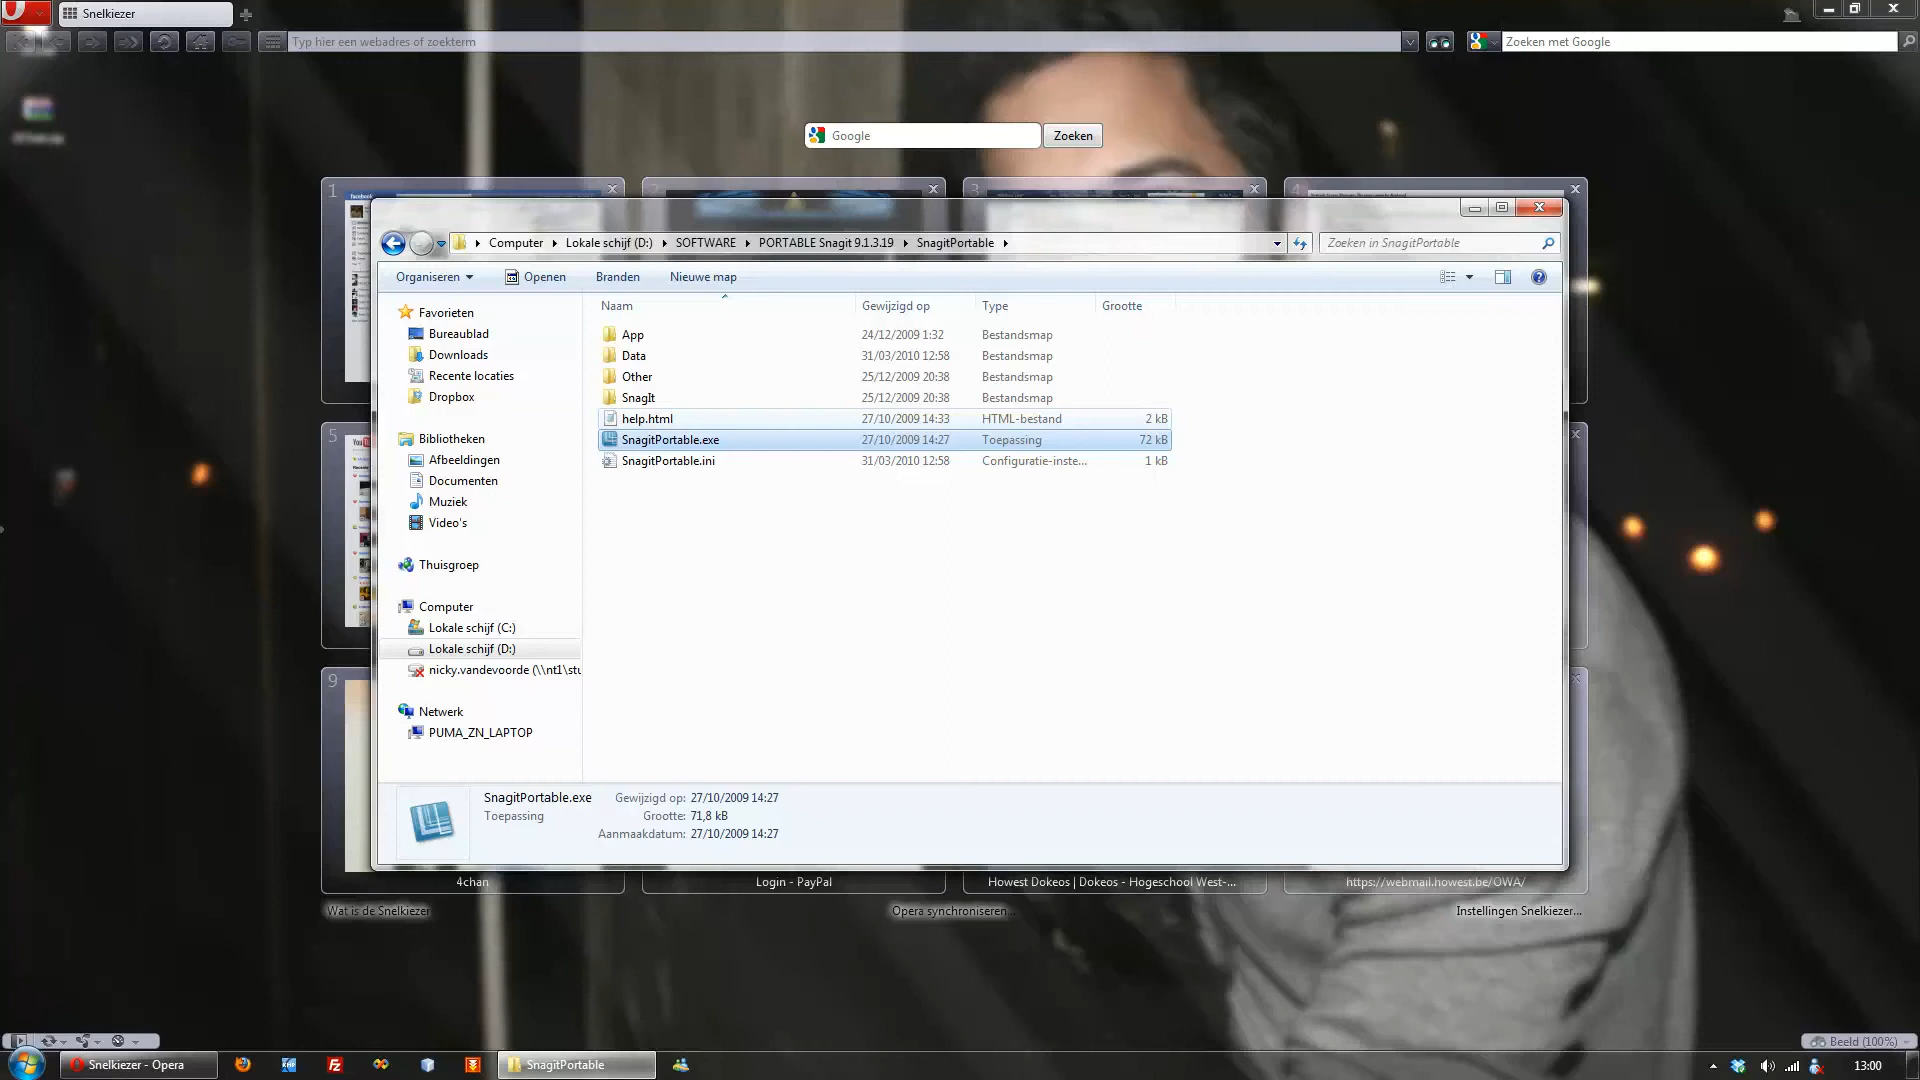 Snelkiezer
Typ hier een webadres of zoekterm
Zoeken met Google
Google
Zoeken
1
2
3
4
facebook
Computer
Lokale schijf (D:)
SOFTWARE
PORTABLE Snagit 9.1.3.19
SnagitPortable
Zoeken in SnagitPortable
Organiseren
Openen
Branden
Nieuwe map
Naam
Gewijzigd op
Type
Grootte
App
24/12/2009 1:32
Bestandsmap
Data
31/03/2010 12:58
Bestandsmap
Other
25/12/2009 20:38
Bestandsmap
SnagIt
25/12/2009 20:38
Bestandsmap
help.html
27/10/2009 14:33
HTML-bestand
2 kB
SnagitPortable.exe
27/10/2009 14:27
Toepassing
72 kB
SnagitPortable.ini
31/03/2010 12:58
Configuratie-inste...
1 kB
Favorieten
Bureaublad
Downloads
Recente locaties
Dropbox
Bibliotheken
Afbeeldingen
Documenten
Muziek
Video's
Thuisgroep
Computer
Lokale schijf (C:)
Lokale schijf (D:)
nicky.vandevoorde (\\nt1\stu
Netwerk
PUMA_ZN_LAPTOP
5
9
SnagitPortable.exe
Toepassing
Gewijzigd op: 27/10/2009 14:27
Grootte: 71,8 kB
Aanmaakdatum: 27/10/2009 14:27
4chan
Login - PayPal
Howest Dokeos | Dokeos - Hogeschool West-...
https://webmail.howest.be/OWA/
Wat is de Snelkiezer
Opera synchroniseren...
Instellingen Snelkiezer...
Beeld (100%)
Snelkiezer - Opera
SnagitPortable
13:00